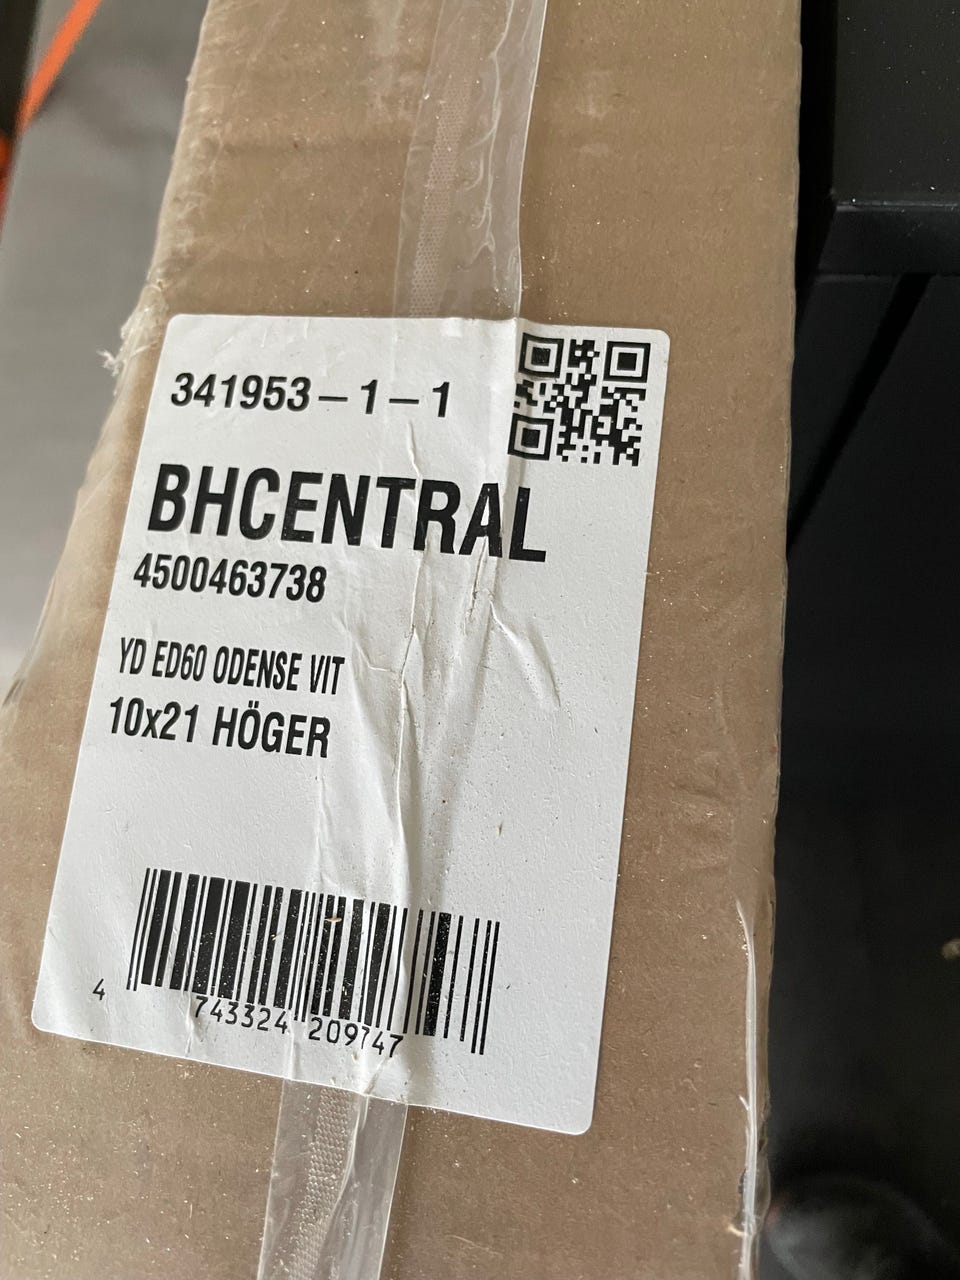 341953-1-1
BHCENTRAL
4500463738
YD ED60 ODENSE VIT
10x21 HÖGER
4 743324 209747